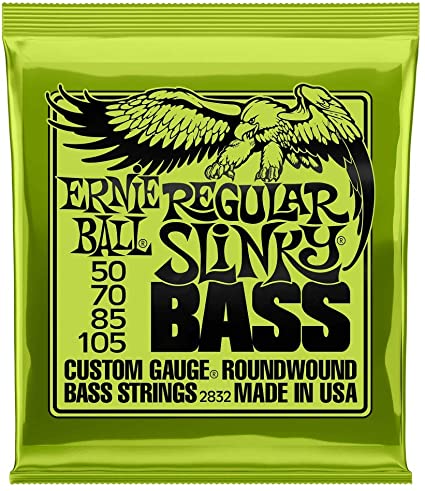 ERNIE BALL®
REGULAR SLINKY®
BASS
50
70
85
105
CUSTOM GAUGE® ROUNDWOUND
BASS STRINGS 2832 MADE IN USA